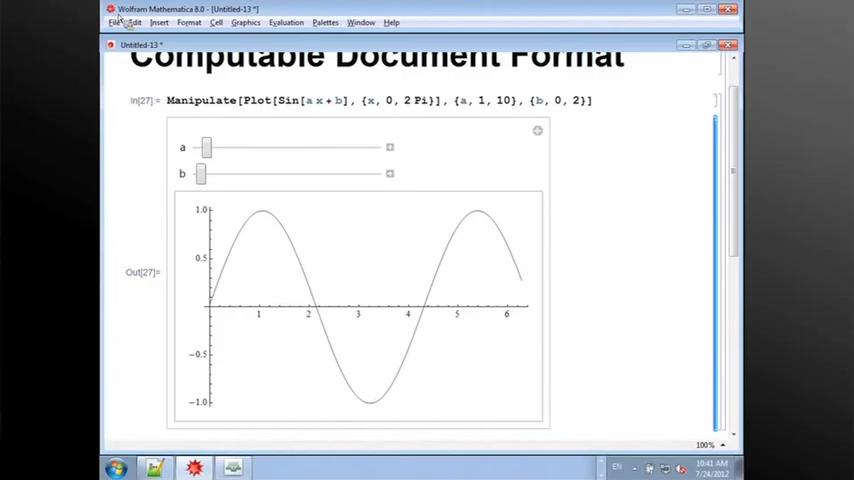 Wolfram Mathematica 8.0 - [Untitled-13 *]
File Edit Insert Format Cell Graphics Evaluation Palettes Window Help
Untitled-13 *
Computable Document Format
In[27]:= Manipulate[Plot[Sin[a x + b], {x, 0, 2 Pi}], {a, 1, 10}, {b, 0, 2}]
a
b
1.0
0.5
Out[27]=
1 2 3 4 5 6
-0.5
-1.0
100%
EN
10:41 AM
7/24/2012